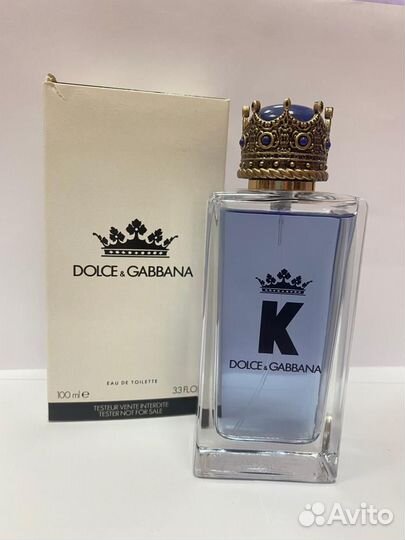 DOLCE & GABBANA
EAU DE TOILETTE
100 ml e 3.3 FL.O
TESTEUR VENTE INTERDITE
TESTER NOT FOR SALE
K
DOLCE & GABBANA
Avito